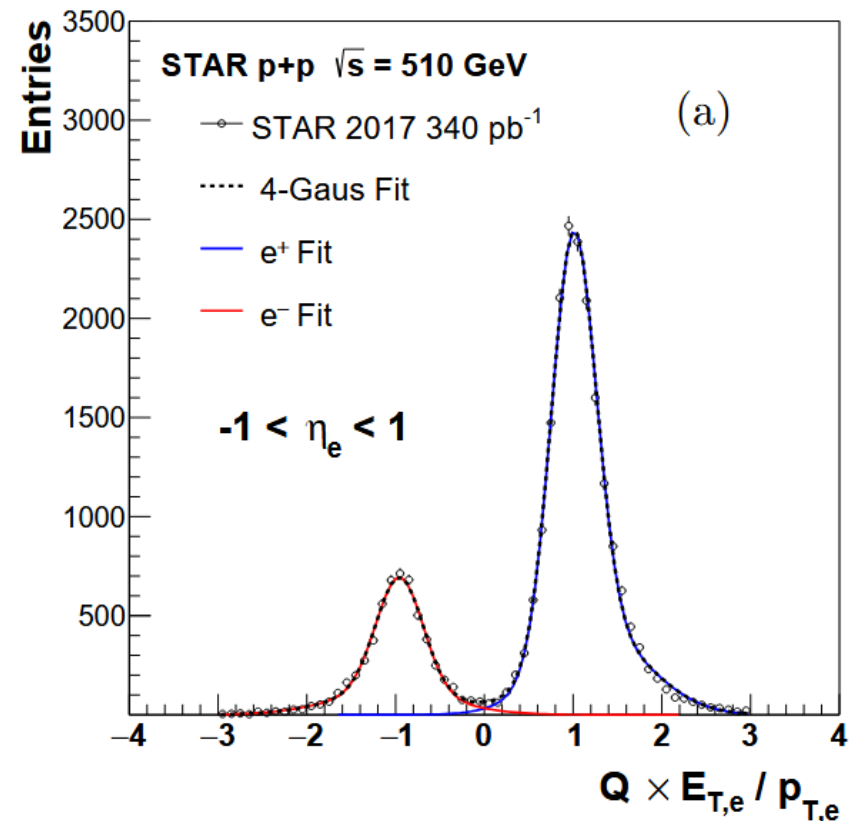 Entries
3500
3000
2500
2000
1500
1000
500
STAR p+p √s = 510 GeV
(a)
STAR 2017 340 pb⁻¹
4-Gaus Fit
e⁺ Fit
e⁻ Fit
-1 < ηₑ < 1
−4 −3 −2 −1 0 1 2 3 4
Q × E_T,e / p_T,e